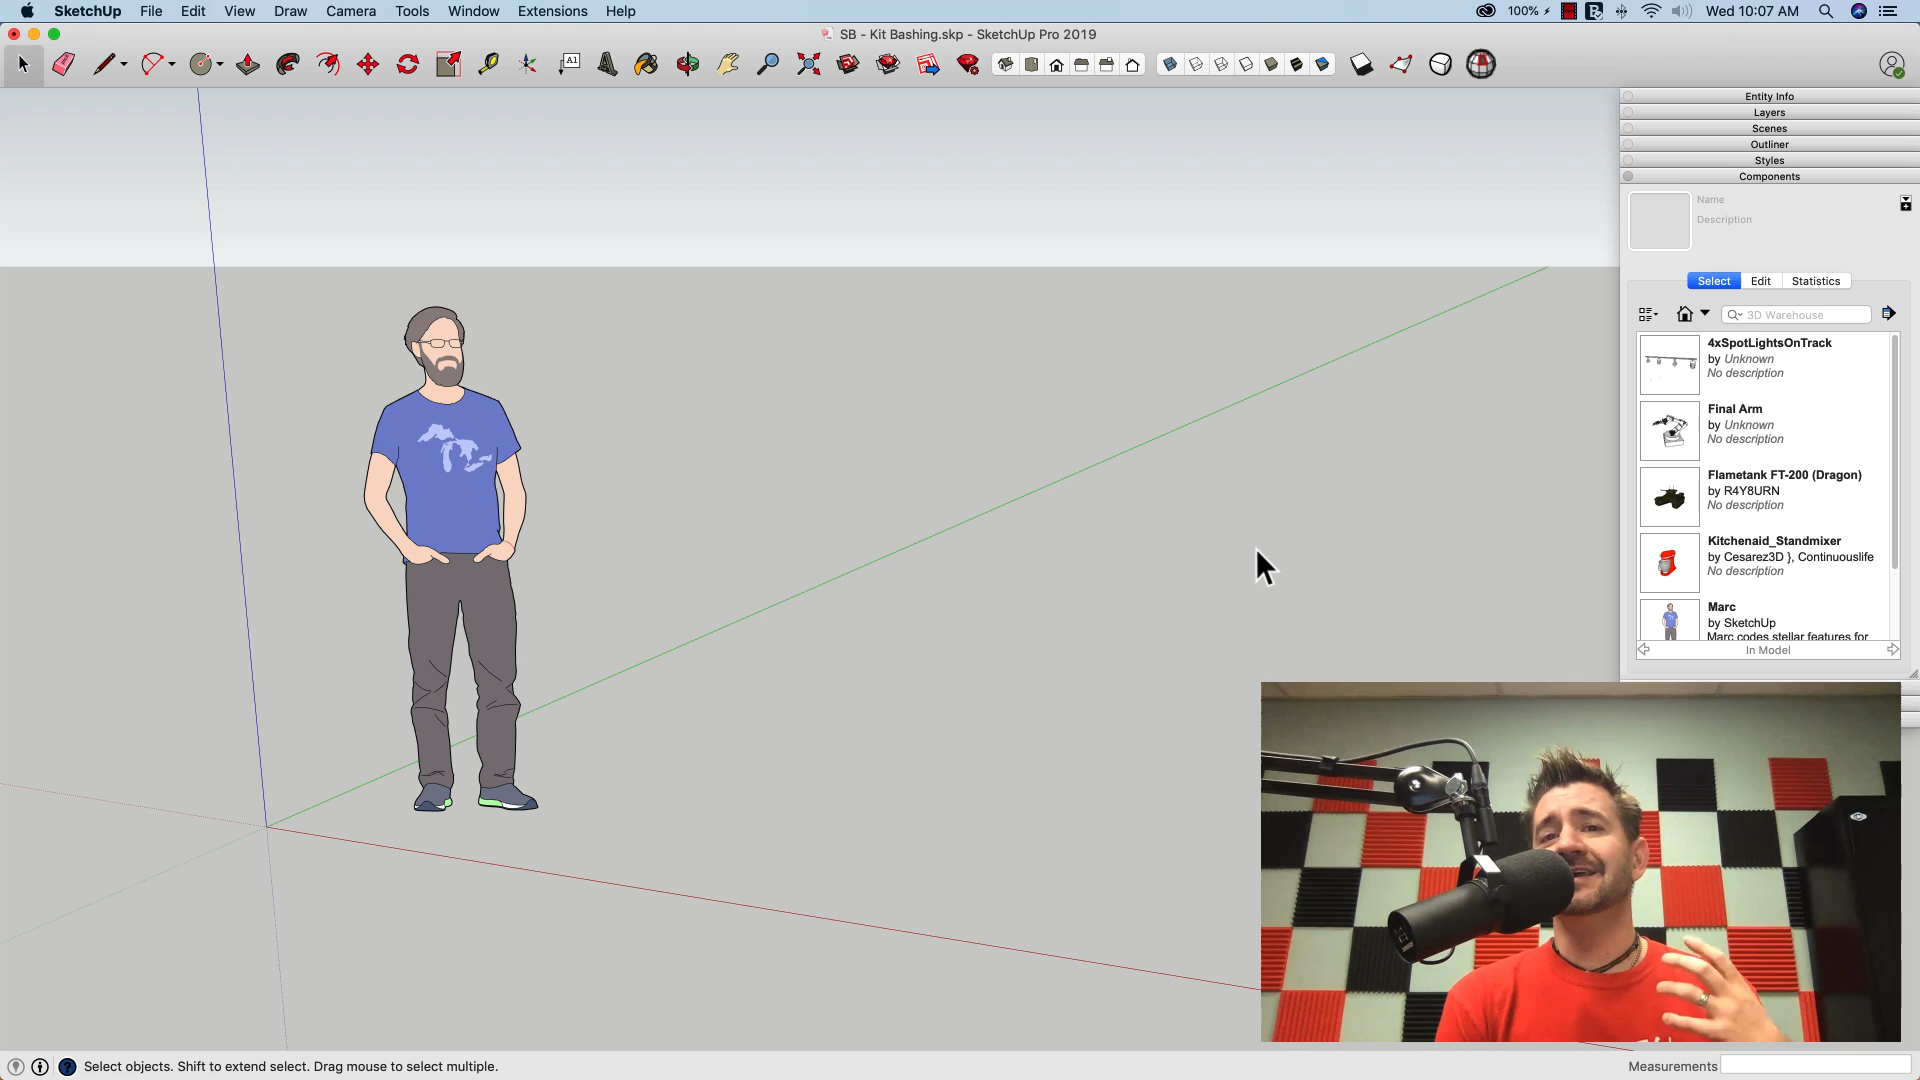 SketchUp File Edit View Draw Camera Tools Window Extensions Help 100% Wed 10:07 AM
SB - Kit Bashing.skp - SketchUp Pro 2019
A1
Entity Info
Layers
Scenes
Outliner
Styles
Components
Name
Description
Select Edit Statistics
3D Warehouse
4xSpotLightsOnTrack
by Unknown
No description
Final Arm
by Unknown
No description
Flametank FT-200 (Dragon)
by R4Y8URN
No description
Kitchenaid_Standmixer
by Cesarez3D }, Continuouslife
No description
Marc
by SketchUp
Marc codes stellar features for
In Model
Select objects. Shift to extend select. Drag mouse to select multiple.
Measurements